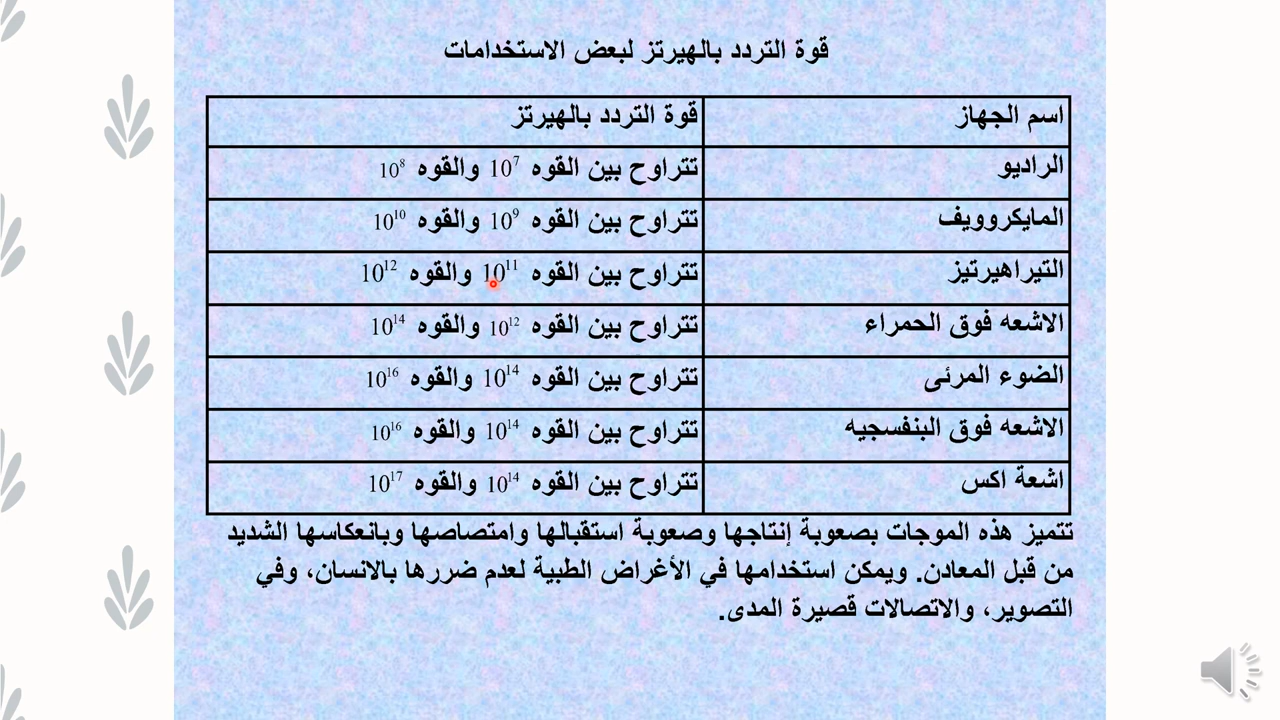 قوة التردد بالهيرتز لبعض الاستخدامات
اسم الجهاز قوة التردد بالهيرتز
الراديو تتراوح بين القوه 10⁷ والقوه 10⁸
المايكروويف تتراوح بين القوه 10⁹ والقوه 10¹⁰
التيراهيرتيز تتراوح بين القوه 10¹¹ والقوه 10¹²
الاشعه فوق الحمراء تتراوح بين القوه 10¹² والقوه 10¹⁴
الضوء المرئى تتراوح بين القوه 10¹⁴ والقوه 10¹⁶
الاشعه فوق البنفسجيه تتراوح بين القوه 10¹⁴ والقوه 10¹⁶
اشعة اكس تتراوح بين القوه 10¹⁴ والقوه 10¹⁷
تتميز هذه الموجات بصعوبة إنتاجها وصعوبة استقبالها وامتصاصها وبانعكاسها الشديد
من قبل المعادن. ويمكن استخدامها في الأغراض الطبية لعدم ضررها بالانسان، وفي
التصوير، والاتصالات قصيرة المدى.